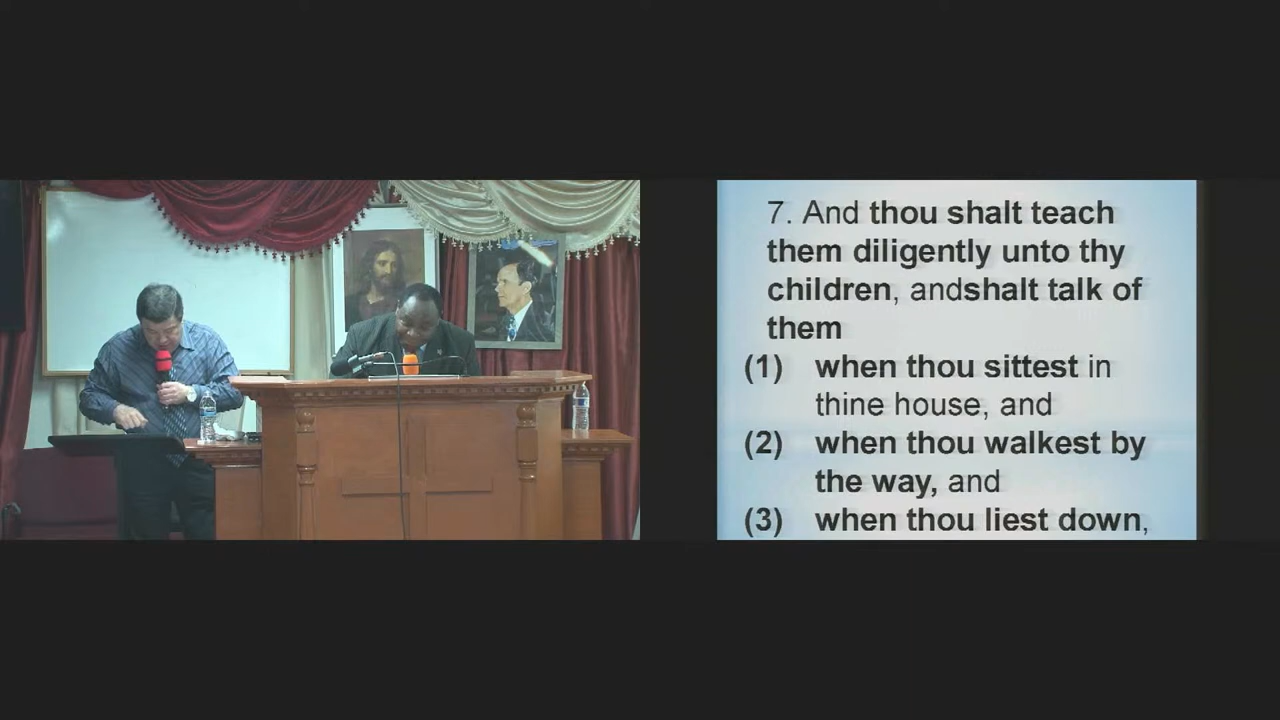 7. And thou shalt teach
them diligently unto thy
children, andshalt talk of
them
(1) when thou sittest in
thine house, and
(2) when thou walkest by
the way, and
(3) when thou liest down,